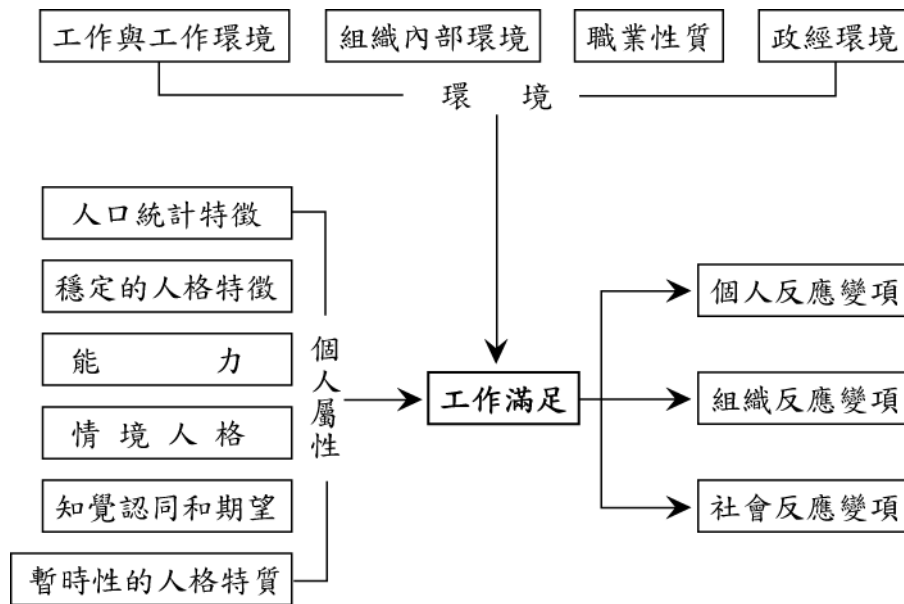 工作與工作環境
組織內部環境
職業性質
政經環境
環境
人口統計特徵
穩定的人格特徵
能力
情境人格
知覺認同和期望
暫時性的人格特質
個人屬性
工作滿足
個人反應變項
組織反應變項
社會反應變項